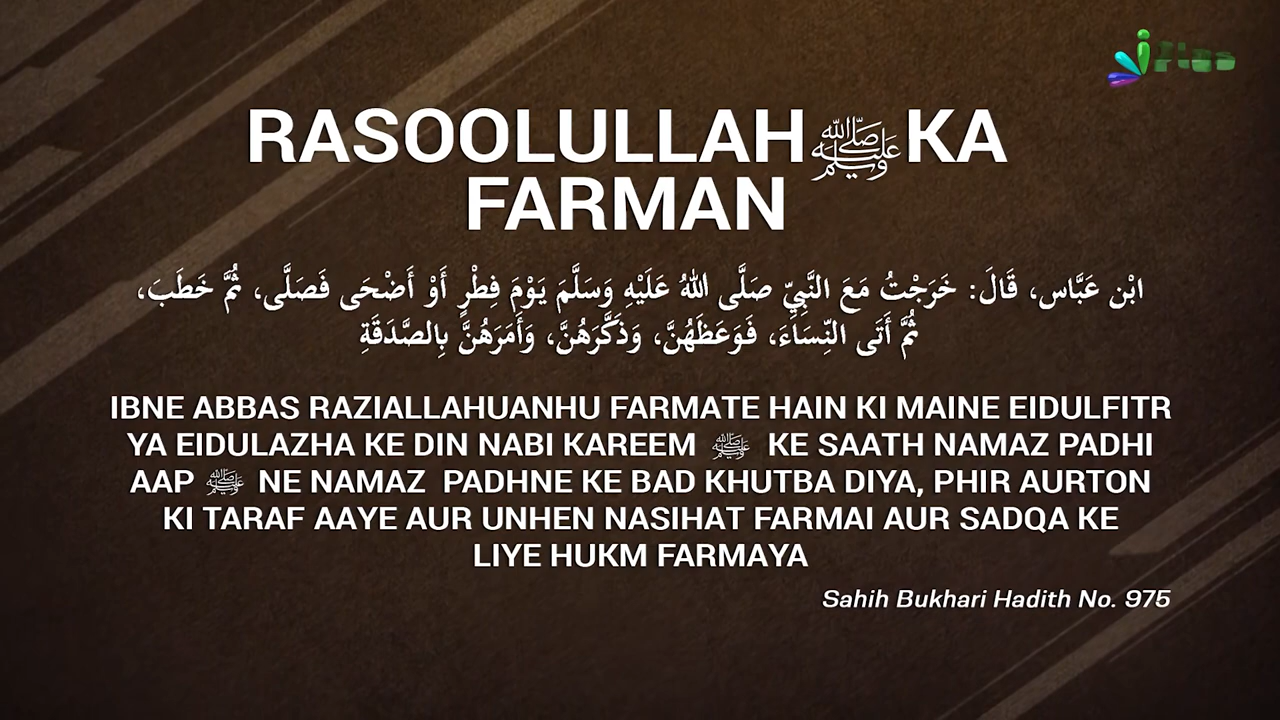 iflas
RASOOLULLAH ﷺ KA
FARMAN
ابْن عَبَّاس، قَالَ: خَرَجْتُ مَعَ النَّبِيِّ صَلَّى اللهُ عَلَيْهِ وَسَلَّمَ يَوْمَ فِطْرٍ أَوْ أَضْحَى فَصَلَّى، ثُمَّ خَطَبَ،
ثُمَّ أَتَى النِّسَاءَ، فَوَعَظَهُنَّ، وَذَكَّرَهُنَّ، وَأَمَرَهُنَّ بِالصَّدَقَةِ
IBNE ABBAS RAZIALLAHUANHU FARMATE HAIN KI MAINE EIDULFITR
YA EIDULAZHA KE DIN NABI KAREEM ﷺ KE SAATH NAMAZ PADHI
AAP ﷺ NE NAMAZ PADHNE KE BAD KHUTBA DIYA, PHIR AURTON
KI TARAF AAYE AUR UNHEN NASIHAT FARMAI AUR SADQA KE
LIYE HUKM FARMAYA
Sahih Bukhari Hadith No. 975